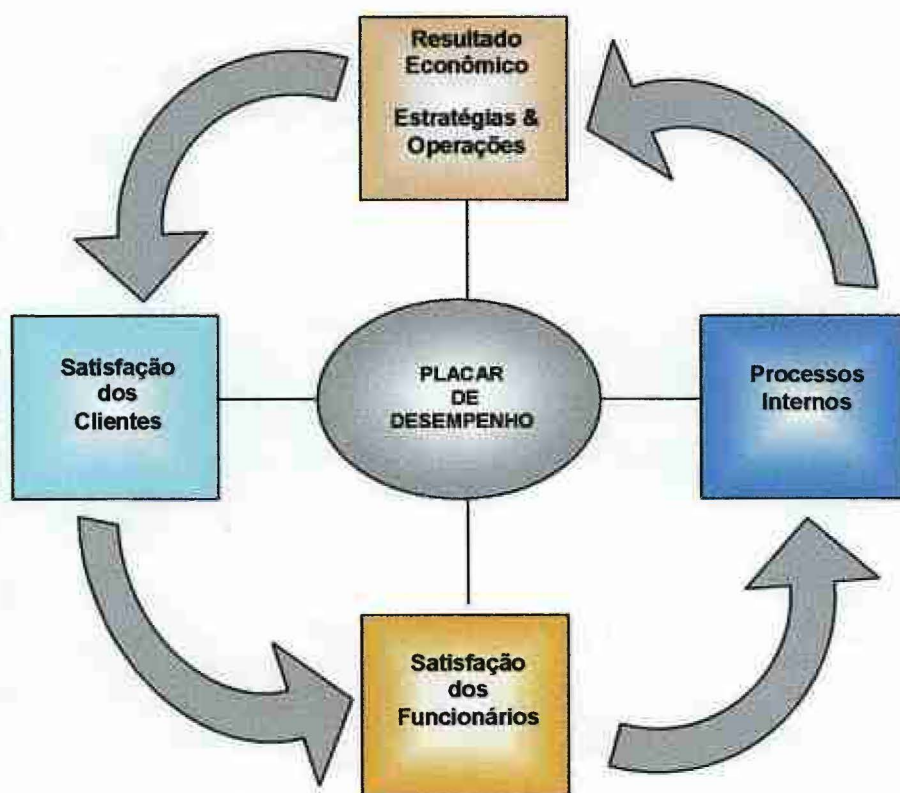 Resultado
Econômico
Estratégias &
Operações
Satisfação
dos
Clientes
PLACAR
DE
DESEMPENHO
Processos
Internos
Satisfação
dos
Funcionários